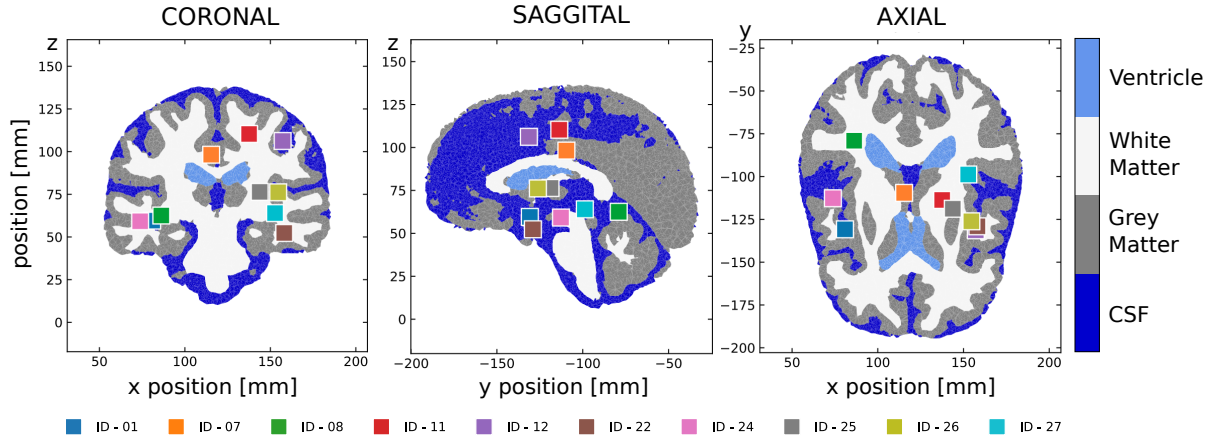 CORONAL
SAGGITAL
AXIAL
z
150
125
100
75
50
25
0
position [mm]
50
100
150
200
x position [mm]
z
150
125
100
75
50
25
0
−200
−150
−100
−50
y position [mm]
y
−25
−50
−75
−100
−125
−150
−175
−200
50
100
150
200
x position [mm]
Ventricle
White
Matter
Grey
Matter
CSF
ID - 01
ID - 07
ID - 08
ID - 11
ID - 12
ID - 22
ID - 24
ID - 25
ID - 26
ID - 27